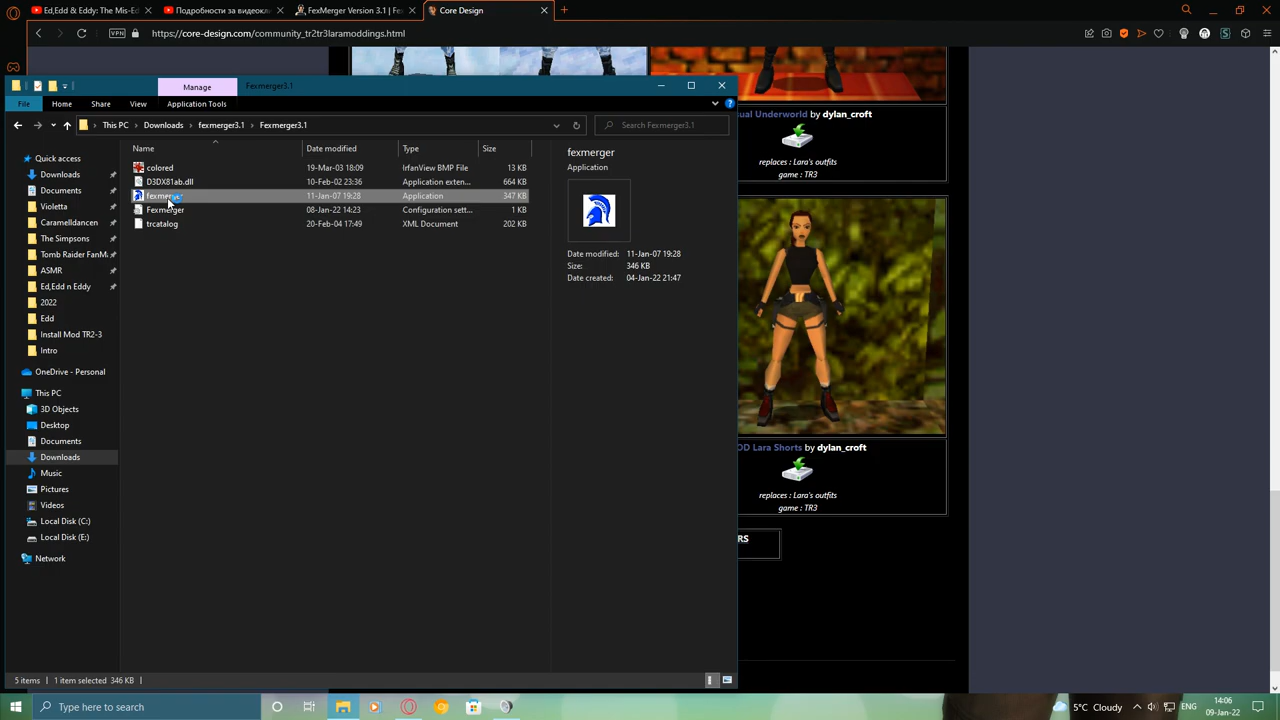 Ed,Edd & Eddy: The Mis-Ed
Подробности за видеокли
FexMerger Version 3.1 | Fe
Core Design
https://core-design.com/community_tr2tr3laramoddings.html
VPN
Manage
Fexmerger3.1
File
Home
Share
View
Application Tools
This PC
Downloads
fexmerger3.1
Fexmerger3.1
Search Fexmerger3.1
Name
Date modified
Type
Size
colored
19-Mar-03 18:09
IrfanView BMP File
13 KB
D3DX81ab.dll
10-Feb-02 23:36
Application exten...
664 KB
11-Jan-07 19:28
Application
347 KB
Fexmerger
08-Jan-22 14:23
Configuration sett...
1 KB
trcatalog
20-Feb-04 17:49
XML Document
202 KB
Quick access
Downloads
Documents
Violetta
Caramelldancen
The Simpsons
Tomb Raider FanM
ASMR
Ed,Edd n Eddy
2022
Edd
Install Mod TR2-3
Intro
OneDrive - Personal
This PC
3D Objects
Desktop
Documents
Downloads
Music
Pictures
Videos
Local Disk (C:)
Local Disk (E:)
Network
fexmerger
Application
Date modified: 11-Jan-07 19:28
Size: 346 KB
Date created: 04-Jan-22 21:47
5 items
1 item selected 346 KB
ual Underworld by dylan_croft
replaces : Lara's outfits
game : TR3
OD Lara Shorts by dylan_croft
replaces : Lara's outfits
game : TR3
RS
Type here to search
5°C Cloudy
ENG
14:06
09-Jan-22